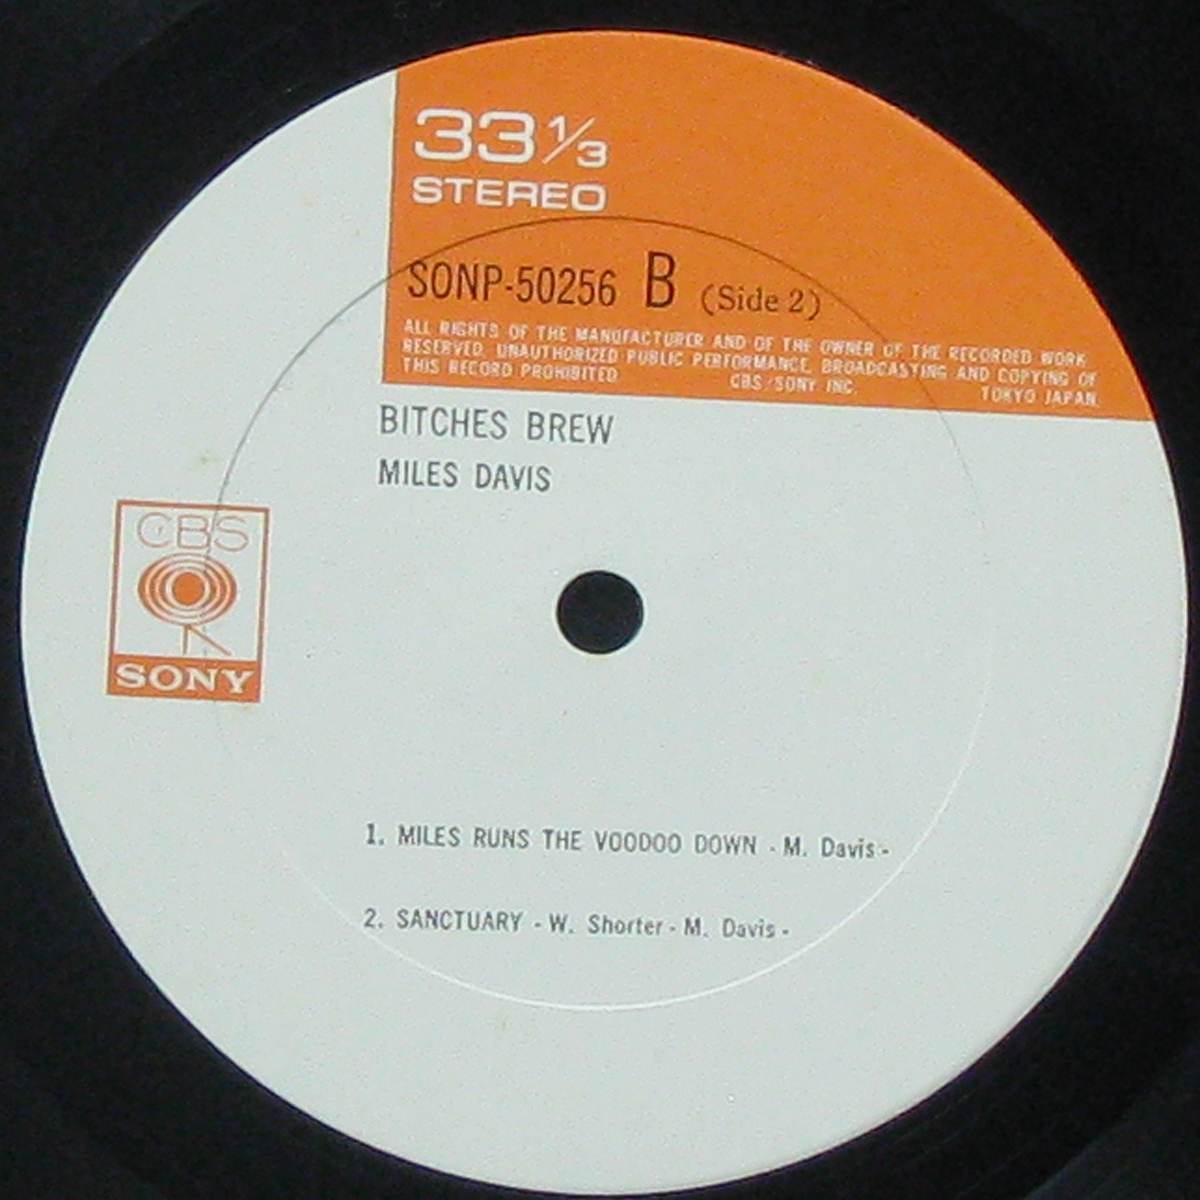 33 1/3
STEREO
SONP-50256 B (Side 2)
ALL RIGHTS OF THE MANUFACTURER AND OF THE OWNER OF THE RECORDED WORK
RESERVED. UNAUTHORIZED PUBLIC PERFORMANCE, BROADCASTING AND COPYING OF
THIS RECORD PROHIBITED CBS/SONY INC. TOKYO JAPAN.
BITCHES BREW
MILES DAVIS
CBS
SONY
1. MILES RUNS THE VOODOO DOWN - M. Davis -
2. SANCTUARY - W. Shorter - M. Davis -